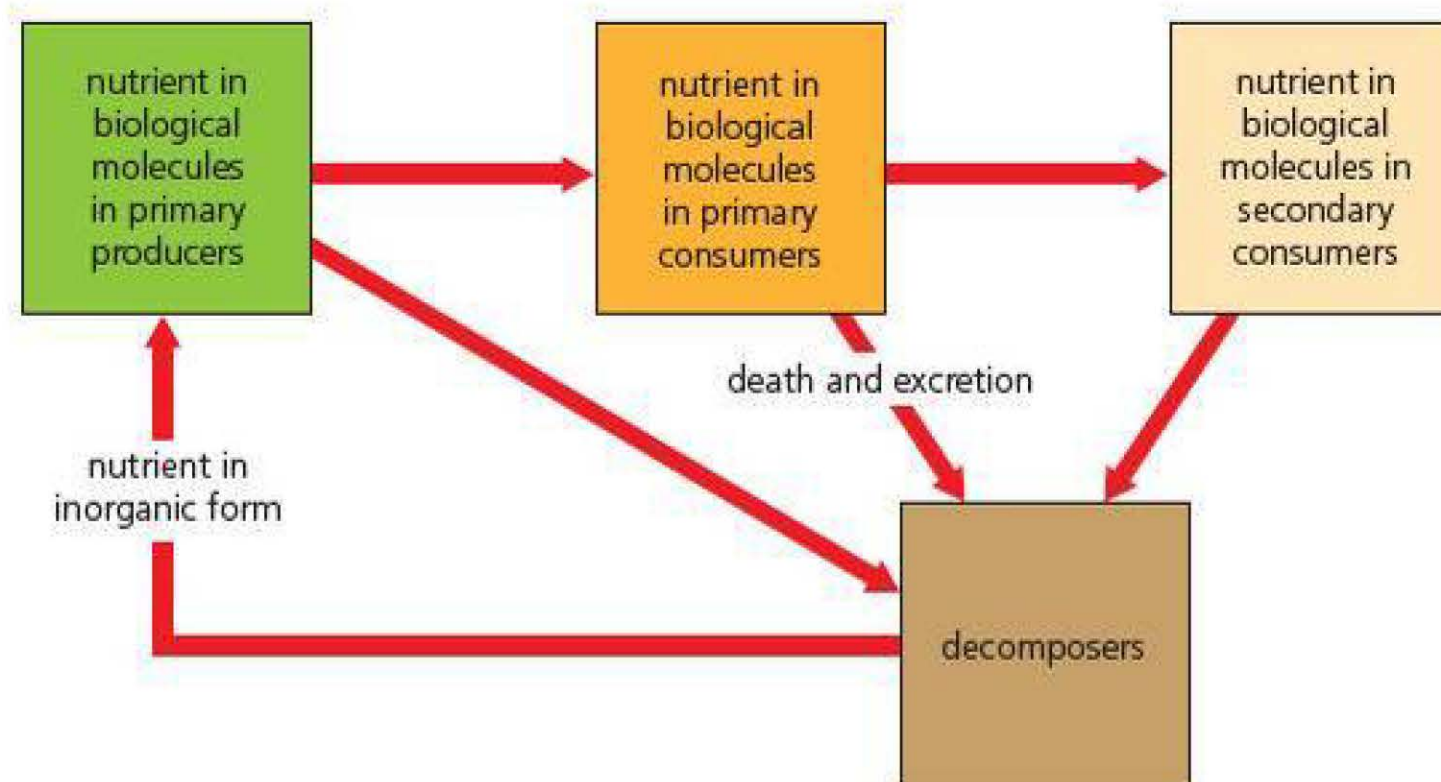 nutrient in
biological
molecules
in primary
producers
nutrient in
biological
molecules
in primary
consumers
nutrient in
biological
molecules in
secondary
consumers
death and excretion
nutrient in
inorganic form
decomposers